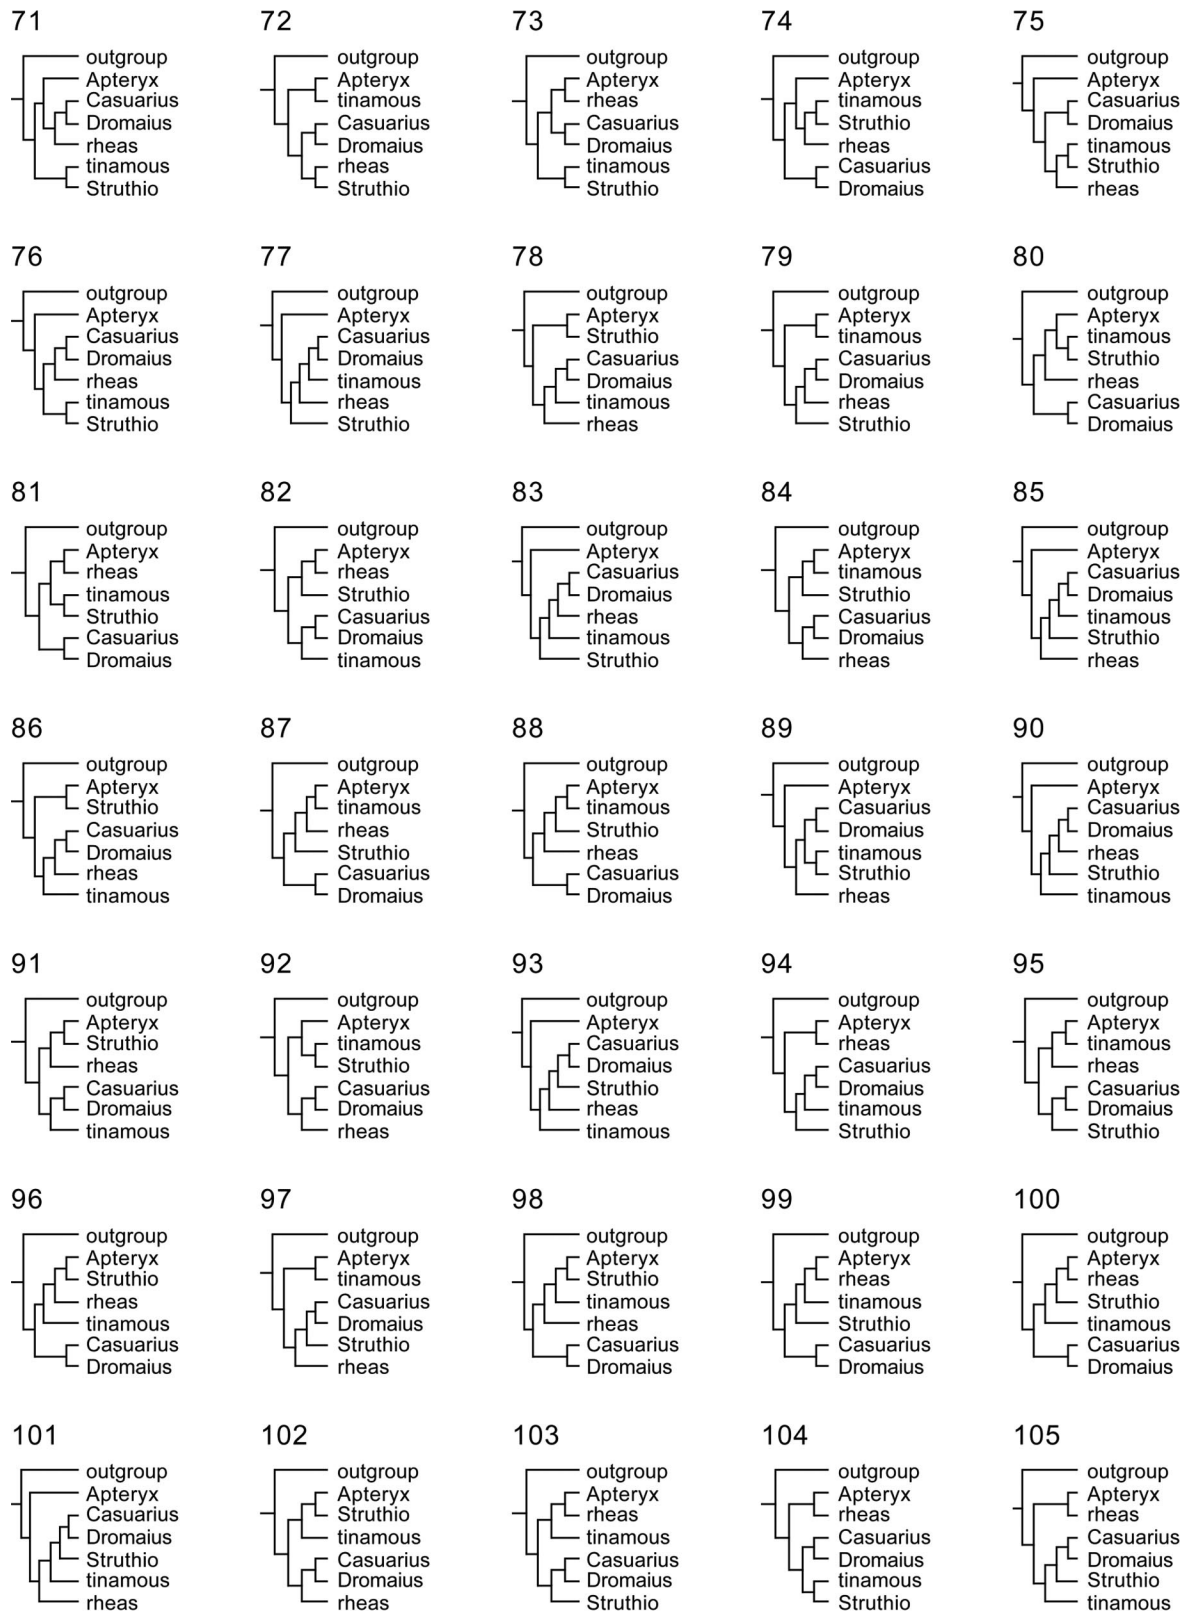 71
outgroup
Apteryx
Casuarius
Dromaius
rheas
tinamous
Struthio
72
outgroup
Apteryx
tinamous
Casuarius
Dromaius
rheas
Struthio
73
outgroup
Apteryx
rheas
Casuarius
Dromaius
tinamous
Struthio
74
outgroup
Apteryx
tinamous
Struthio
rheas
Casuarius
Dromaius
75
outgroup
Apteryx
Casuarius
Dromaius
tinamous
Struthio
rheas
76
outgroup
Apteryx
Casuarius
Dromaius
rheas
tinamous
Struthio
77
outgroup
Apteryx
Casuarius
Dromaius
tinamous
rheas
Struthio
78
outgroup
Apteryx
Struthio
Casuarius
Dromaius
tinamous
rheas
79
outgroup
Apteryx
tinamous
Casuarius
Dromaius
rheas
Struthio
80
outgroup
Apteryx
tinamous
Struthio
rheas
Casuarius
Dromaius
81
outgroup
Apteryx
rheas
tinamous
Struthio
Casuarius
Dromaius
82
outgroup
Apteryx
rheas
Struthio
Casuarius
Dromaius
tinamous
83
outgroup
Apteryx
Casuarius
Dromaius
rheas
tinamous
Struthio
84
outgroup
Apteryx
tinamous
Struthio
Casuarius
Dromaius
rheas
85
outgroup
Apteryx
Casuarius
Dromaius
tinamous
Struthio
rheas
86
outgroup
Apteryx
Struthio
Casuarius
Dromaius
rheas
tinamous
87
outgroup
Apteryx
tinamous
rheas
Struthio
Casuarius
Dromaius
88
outgroup
Apteryx
tinamous
Struthio
rheas
Casuarius
Dromaius
89
outgroup
Apteryx
Casuarius
Dromaius
tinamous
Struthio
rheas
90
outgroup
Apteryx
Casuarius
Dromaius
rheas
Struthio
tinamous
91
outgroup
Apteryx
Struthio
rheas
Casuarius
Dromaius
tinamous
92
outgroup
Apteryx
tinamous
Struthio
Casuarius
Dromaius
rheas
93
outgroup
Apteryx
Casuarius
Dromaius
Struthio
rheas
tinamous
94
outgroup
Apteryx
rheas
Casuarius
Dromaius
tinamous
Struthio
95
outgroup
Apteryx
tinamous
rheas
Casuarius
Dromaius
Struthio
96
outgroup
Apteryx
Struthio
rheas
tinamous
Casuarius
Dromaius
97
outgroup
Apteryx
tinamous
Casuarius
Dromaius
Struthio
rheas
98
outgroup
Apteryx
Struthio
tinamous
rheas
Casuarius
Dromaius
99
outgroup
Apteryx
rheas
tinamous
Struthio
Casuarius
Dromaius
100
outgroup
Apteryx
rheas
Struthio
tinamous
Casuarius
Dromaius
101
outgroup
Apteryx
Casuarius
Dromaius
Struthio
tinamous
rheas
102
outgroup
Apteryx
Struthio
tinamous
Casuarius
Dromaius
rheas
103
outgroup
Apteryx
rheas
tinamous
Casuarius
Dromaius
Struthio
104
outgroup
Apteryx
rheas
Casuarius
Dromaius
tinamous
Struthio
105
outgroup
Apteryx
rheas
Casuarius
Dromaius
Struthio
tinamous